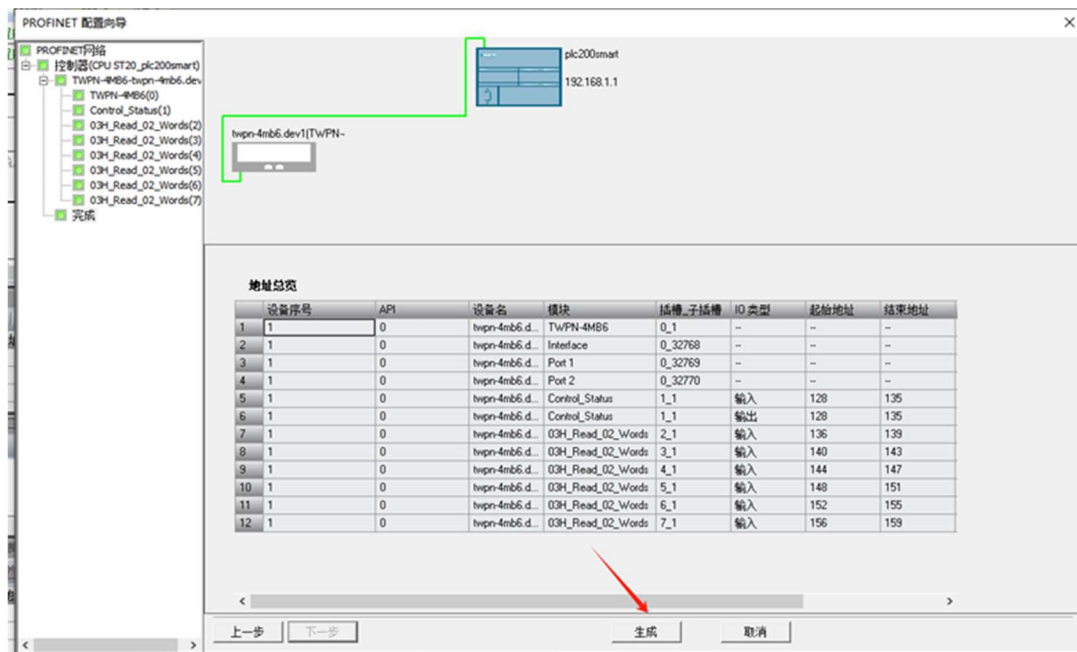 PROFINET 配置向导
PROFINET网络
控制器(CPU ST20_plc200smart)
TWPN-4MB6-twpn-4mb6.dev
TWPN-4MB6(0)
Control_Status(1)
03H_Read_02_Words(2)
03H_Read_02_Words(3)
03H_Read_02_Words(4)
03H_Read_02_Words(5)
03H_Read_02_Words(6)
03H_Read_02_Words(7)
完成
plc200smart
192.168.1.1
twpn-4mb6.dev1(TWPN~
地址总览
设备序号 API 设备名 模块 插槽_子插槽 IO 类型 起始地址 结束地址
1 1 0 twpn-4mb6.d... TWPN-4MB6 0_1 -- -- --
2 1 0 twpn-4mb6.d... Interface 0_32768 -- -- --
3 1 0 twpn-4mb6.d... Port 1 0_32769 -- -- --
4 1 0 twpn-4mb6.d... Port 2 0_32770 -- -- --
5 1 0 twpn-4mb6.d... Control_Status 1_1 输入 128 135
6 1 0 twpn-4mb6.d... Control_Status 1_1 输出 128 135
7 1 0 twpn-4mb6.d... 03H_Read_02_Words 2_1 输入 136 139
8 1 0 twpn-4mb6.d... 03H_Read_02_Words 3_1 输入 140 143
9 1 0 twpn-4mb6.d... 03H_Read_02_Words 4_1 输入 144 147
10 1 0 twpn-4mb6.d... 03H_Read_02_Words 5_1 输入 148 151
11 1 0 twpn-4mb6.d... 03H_Read_02_Words 6_1 输入 152 155
12 1 0 twpn-4mb6.d... 03H_Read_02_Words 7_1 输入 156 159
上一步 下一步 生成 取消